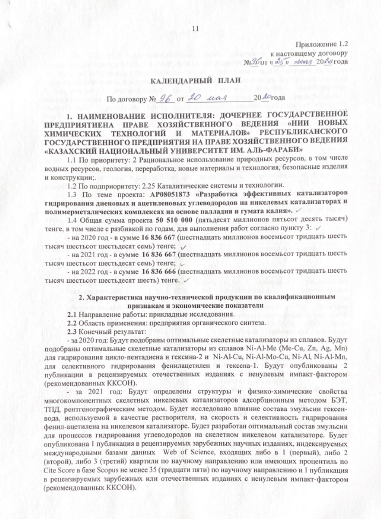 11
Приложение 1.2
к настоящему договору
КАЛЕНДАРНЫЙ ПЛАН
По договору № 96 от 20 мая 2020года
1. НАИМЕНОВАНИЕ ИСПОЛНИТЕЛЯ: ДОЧЕРНЕЕ ГОСУДАРСТВЕННОЕ
ПРЕДПРИЯТИЕНА ПРАВЕ ХОЗЯЙСТВЕННОГО ВЕДЕНИЯ «НИИ НОВЫХ
ХИМИЧЕСКИХ ТЕХНОЛОГИЙ И МАТЕРИАЛОВ» РЕСПУБЛИКАНСКОГО
ГОСУДАРСТВЕННОГО ПРЕДПРИЯТИЯ НА ПРАВЕ ХОЗЯЙСТВЕННОГО ВЕДЕНИЯ
«КАЗАХСКИЙ НАЦИОНАЛЬНЫЙ УНИВЕРСИТЕТ ИМ. АЛЬ-ФАРАБИ»
1.1 По приоритету: 2 Рациональное использование природных ресурсов, в том числе
водных ресурсов, геология, переработка, новые материалы и технология, безопасные изделия
и конструкции;.
1.2 По подприоритету: 2.25 Каталитические системы и технологии.
1.3 По теме проекта: АР08051873 «Разработка эффективных катализаторов
гидрирования диеновых и ацетиленовых углеводородов на никелевых катализаторах и
полимерметаллических комплексах на основе палладия и гумата калия».
1.4 Общая сумма проекта 50 510 000 (пятьдесят миллионов пятьсот десять тысяч)
тенге, в том числе с разбивкой по годам, для выполнения работ согласно пункту 3:
- на 2020 год - в сумме 16 836 667 (шестнадцать миллионов восемьсот тридцать шесть
тысяч шестьсот шестьдесят семь) тенге;
- на 2021 год - в сумме 16 836 667 (шестнадцать миллионов восемьсот тридцать шесть
тысяч шестьсот шестьдесят семь) тенге;
- на 2022 год - в сумме 16 836 666 (шестнадцать миллионов восемьсот тридцать шесть
тысяч шестьсот шестьдесят шесть) тенге.
2. Характеристика научно-технической продукции по квалификационным
признакам и экономические показатели
2.1 Направление работы: прикладные исследования.
2.2 Область применения: предприятия органического синтеза.
2.3 Конечный результат:
- за 2020 год: Будут подобраны оптимальные скелетные катализаторы из сплавов. Будут
подобраны оптимальные скелетные катализаторы из сплавов Ni-Al-Me (Me-Cu, Zn, Ag, Mn)
для гидрирования цикло-пентадиена и гексина-2 и Ni-Al-Cu, Ni-Al-Mo-Cu, Ni-Al, Ni-Al-Mn,
для селективного гидрирования фенилацетилена и гексена-1. Будут опубликованы 2
публикации в рецензируемых отечественных изданиях с ненулевым импакт-фактором
(рекомендованных ККСОН).
- за 2021 год: Будут определены структуры и физико-химические свойства
многокомпонентных скелетных никелевых катализаторов адсорбционным методом БЭТ,
ТПД, рентгенографическим методом. Будет исследовано влияние состава эмульсии гексен-
вода, используемой в качестве растворителя, на скорость и селективность гидрирования
фенил-ацетилена на никелевом катализаторе. Будет разработан оптимальный состав эмульсии
для процессов гидрирования углеводородов на скелетном никелевом катализаторе. Будет
опубликована 1 публикация в рецензируемых зарубежных научных изданиях, индексируемых
международными базами данных Web of Science, входящих либо в 1 (первый), либо 2
(второй), либо 3 (третий) квартили по научному направлению или имеющих процентиль по
Cite Score в базе Scopus не менее 35 (тридцати пяти) по научному направлению и 1 публикация
в рецензируемых зарубежных или отечественных изданиях с ненулевым импакт-фактором
(рекомендованных ККСОН).